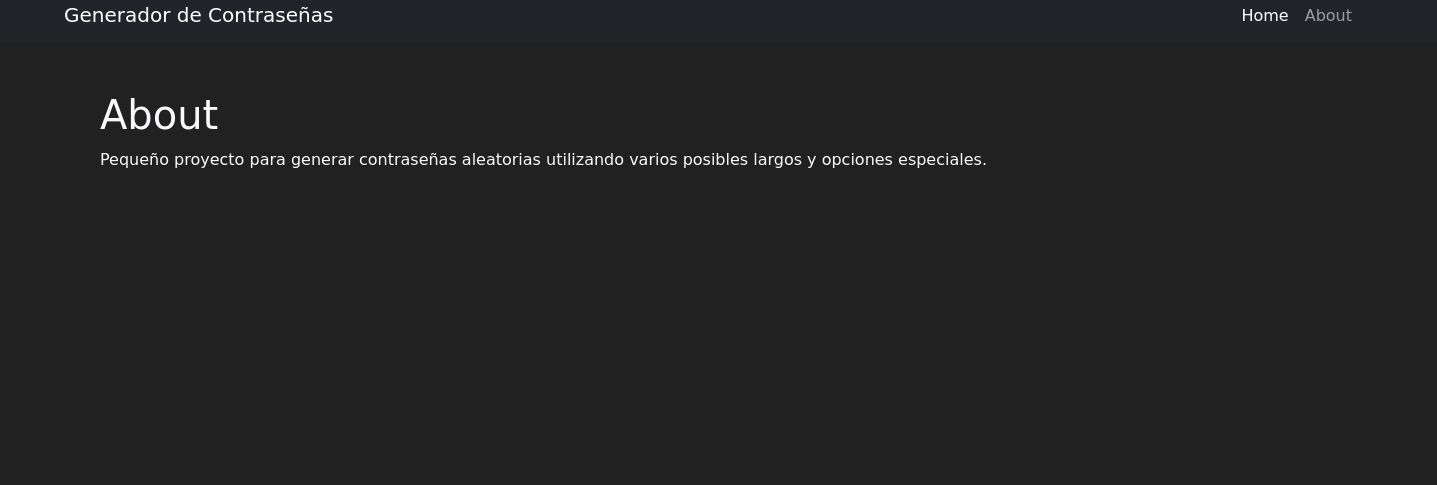 Generador de Contraseñas
Home About
About
Pequeño proyecto para generar contraseñas aleatorias utilizando varios posibles largos y opciones especiales.